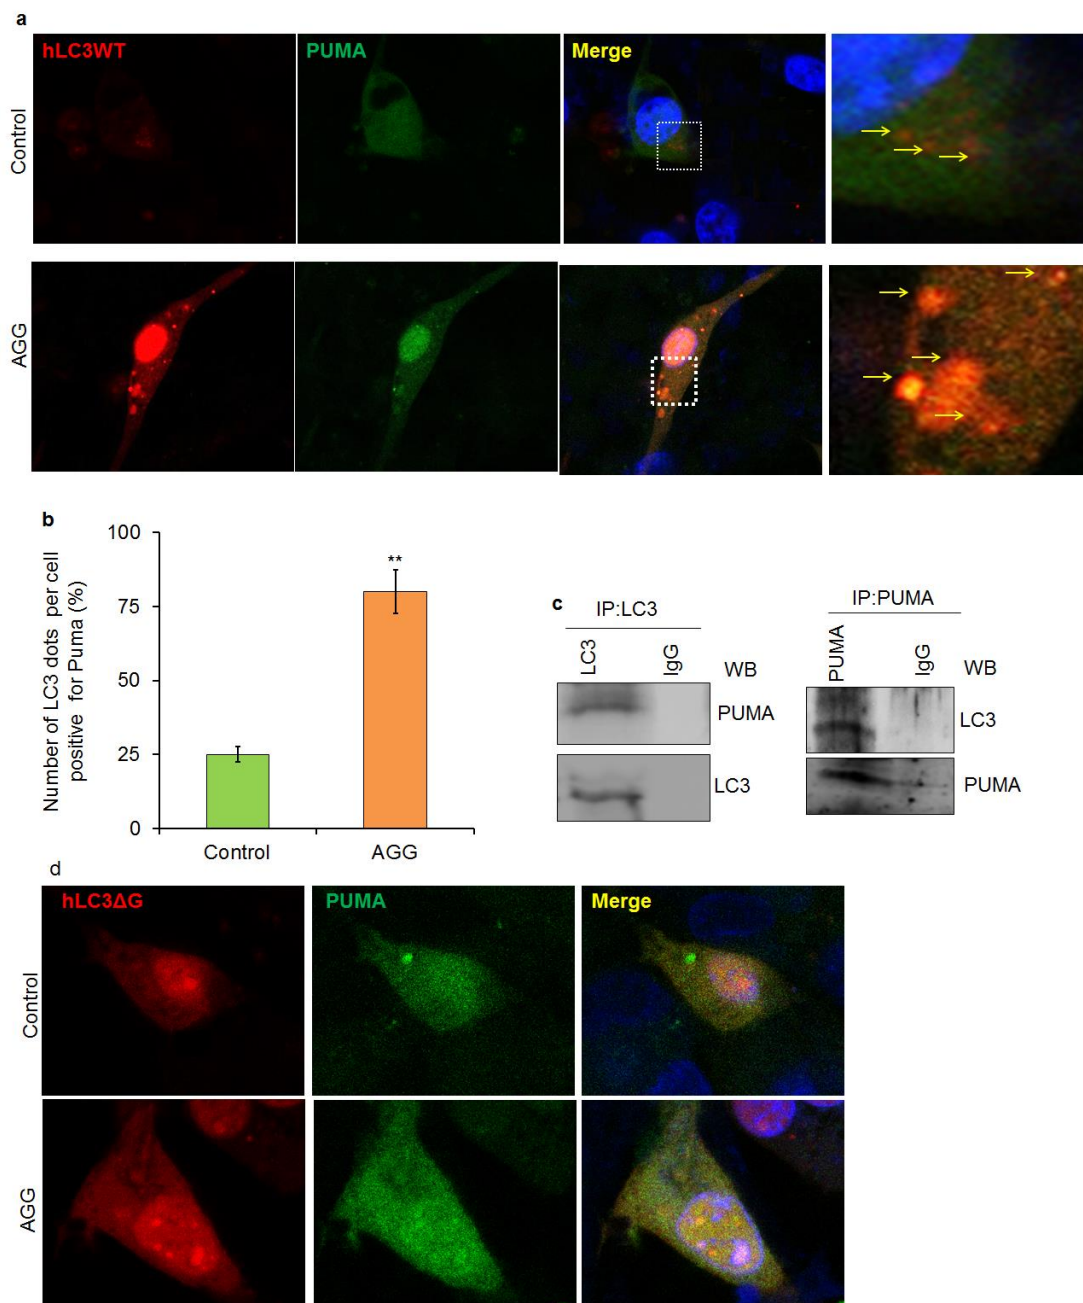 a
hLC3WT
PUMA
Merge
Control
AGG
b
Number of LC3 dots per cell
positive for Puma (%)
100
75
50
25
0
**
Control
AGG
c
IP:LC3
LC3
IgG
WB
PUMA
LC3
IP:PUMA
PUMA
IgG
WB
LC3
PUMA
d
hLC3ΔG
PUMA
Merge
Control
AGG